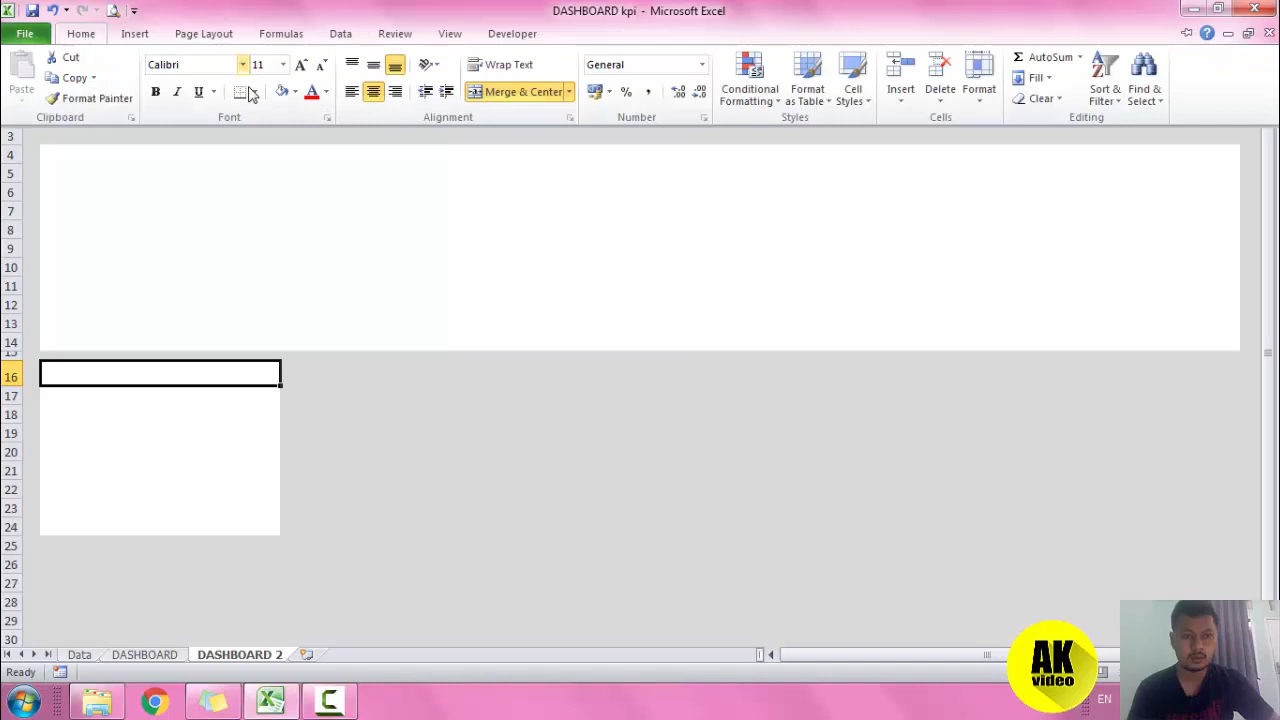 DASHBOARD kpi - Microsoft Excel
File Home Insert Page Layout Formulas Data Review View Developer
Paste
Cut
Copy
Format Painter
Clipboard
Calibri 11
B I U A
Font
Wrap Text
Merge & Center
Alignment
General
Number
Conditional Formatting
Format as Table
Cell Styles
Styles
Insert
Delete
Format
Cells
AutoSum
Fill
Clear
Sort & Filter
Find & Select
Editing
3
4
5
6
7
8
9
10
11
12
13
14
15
16
17
18
19
20
21
22
23
24
25
26
27
28
29
30
Data DASHBOARD DASHBOARD 2
Ready
AK
video
EN